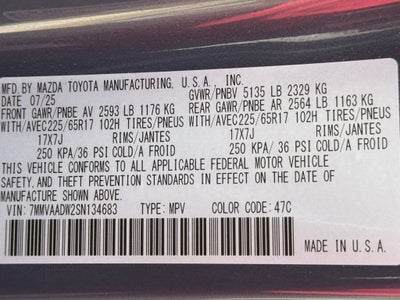 MFD. BY MAZDA TOYOTA MANUFACTURING, U.S.A., INC.
DATE 07/25 GVWR/PNBV 5135 LB 2329 KG
FRONT GAWR/PNBE AV 2593 LB 1176 KG REAR GAWR/PNBE AR 2564 LB 1163 KG
WITH/AVEC225/65R17 102H TIRES/PNEUS WITH/AVEC225/65R17 102H TIRES/PNEUS
17X7J RIMS/JANTES 17X7J RIMS/JANTES
250 KPA/36 PSI COLD/A FROID 250 KPA/36 PSI COLD/A FROID
THIS VEHICLE CONFORMS TO ALL APPLICABLE FEDERAL MOTOR VEHICLE
SAFETY, AND THEFT PREVENTION STANDARDS IN EFFECT ON THE DATE OF
MANUFACTURE SHOWN ABOVE.
VIN: 7MMVAADW2SN134683 TYPE: MPV COLOR CODE: 47C
MADE IN U.S.A.